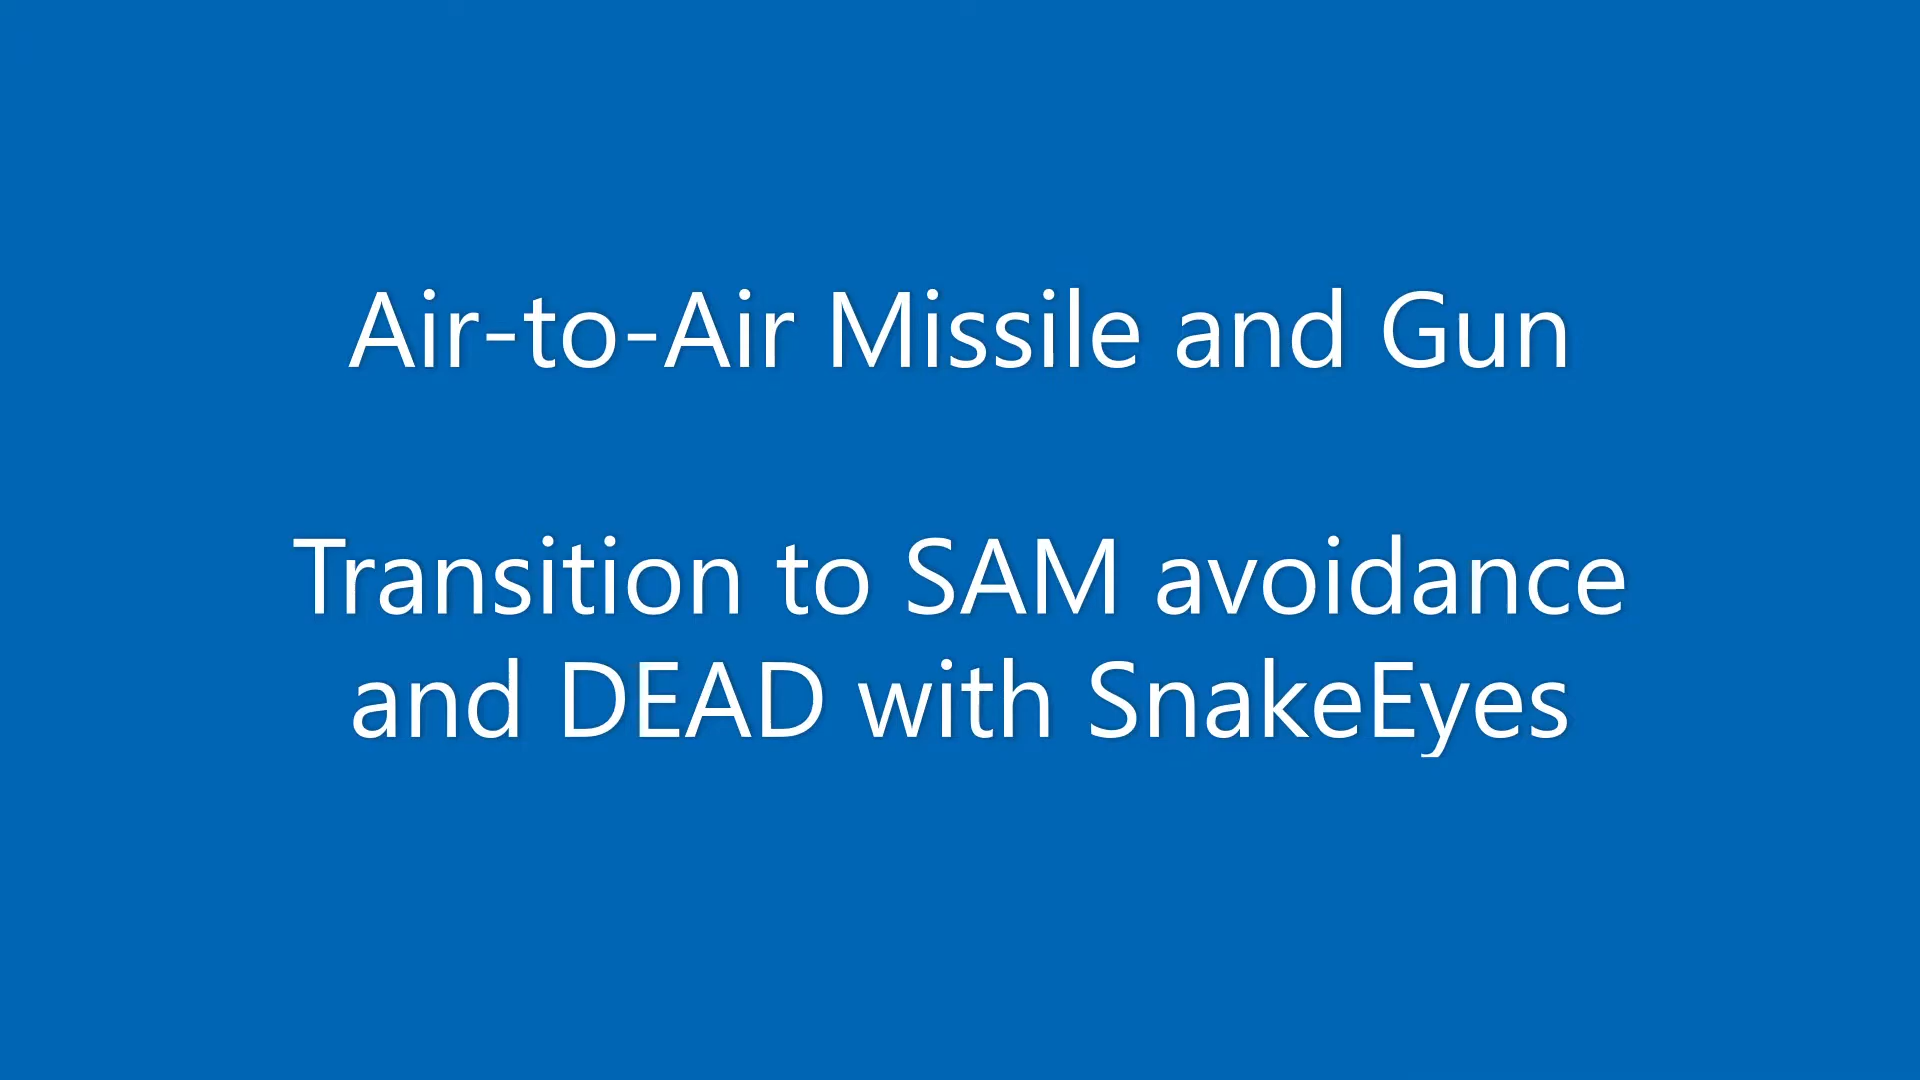 Air-to-Air Missile and Gun
Transition to SAM avoidance
and DEAD with SnakeEyes